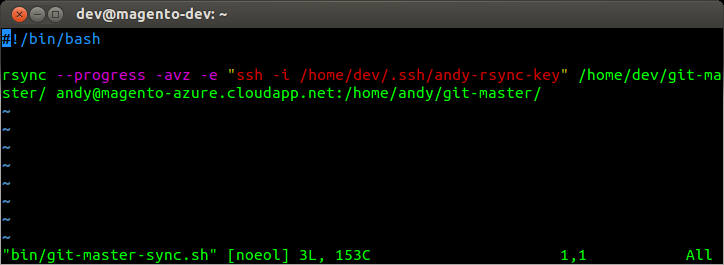 dev@magento-dev: ~
#!/bin/bash
rsync --progress -avz -e "ssh -i /home/dev/.ssh/andy-rsync-key" /home/dev/git-ma
ster/ andy@magento-azure.cloudapp.net:/home/andy/git-master/
~
~
~
~
~
~
~
~
"bin/git-master-sync.sh" [noeol] 3L, 153C 1,1 All